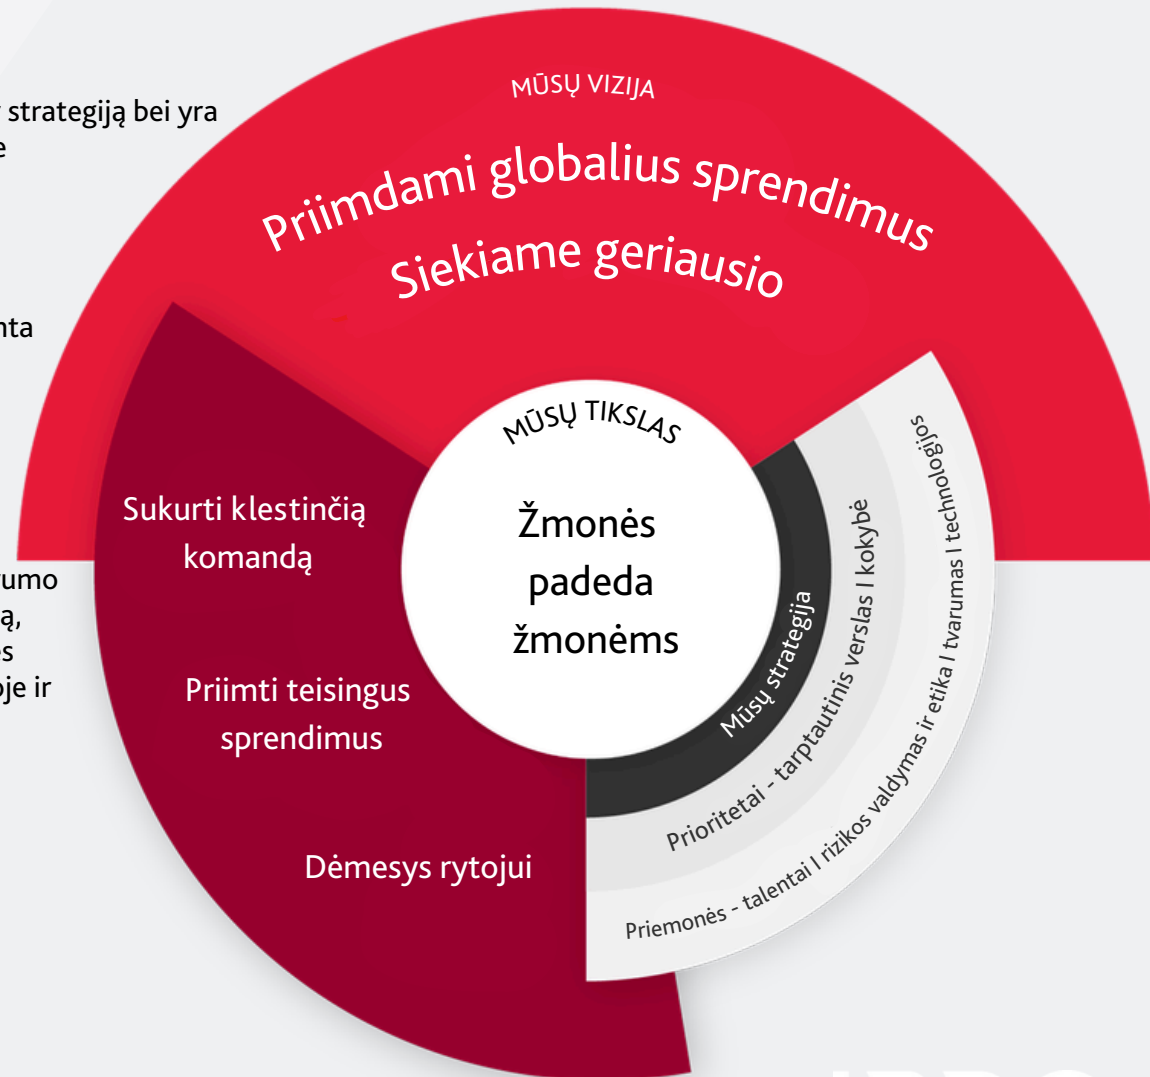 strategiją bei yra
MŪSŲ VIZIJA
Priimdami globalius sprendimus
Siekiame geriausio
MŪSŲ TIKSLAS
Žmonės
padeda
žmonėms
Sukurti klestinčią
komandą
Priimti teisingus
sprendimus
Dėmesys rytojui
Mūsų strategija
Prioritetai - tarptautinis verslas I kokybė
Priemonės - talentai I rizikos valdymas ir etika I tvarumas I technologijos
oje ir